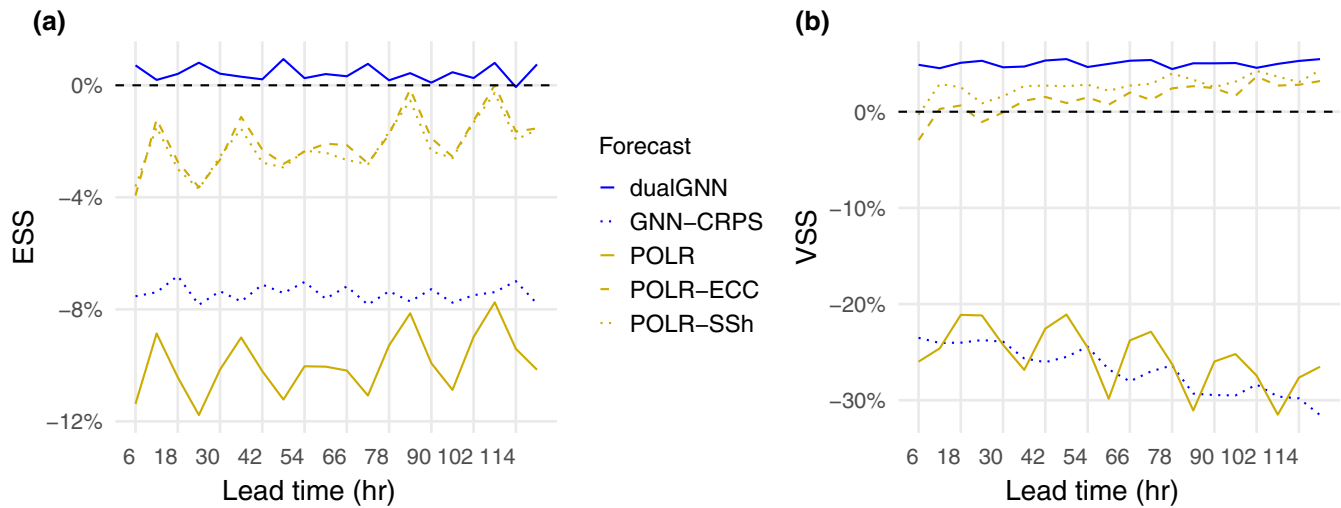 (a)
0%
−4%
−8%
−12%
ESS
6 18 30 42 54 66 78 90 102 114
Lead time (hr)
Forecast
dualGNN
GNN−CRPS
POLR
POLR−ECC
POLR−SSh
(b)
0%
−10%
−20%
−30%
VSS
6 18 30 42 54 66 78 90 102 114
Lead time (hr)